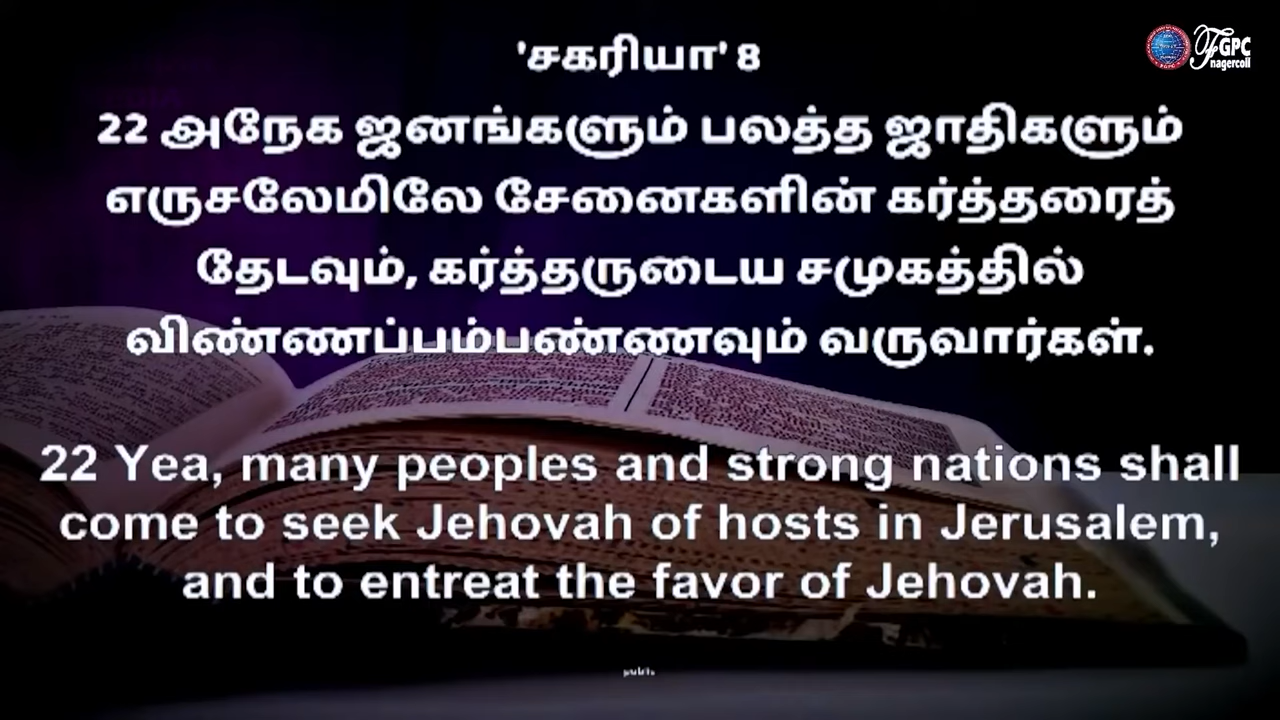 'சகரியா' 8
FGPC
nagercoil
22 அநேக ஜனங்களும் பலத்த ஜாதிகளும்
எருசலேமிலே சேனைகளின் கர்த்தரைத்
தேடவும், கர்த்தருடைய சமுகத்தில்
விண்ணப்பம்பண்ணவும் வருவார்கள்.
22 Yea, many peoples and strong nations shall
come to seek Jehovah of hosts in Jerusalem,
and to entreat the favor of Jehovah.